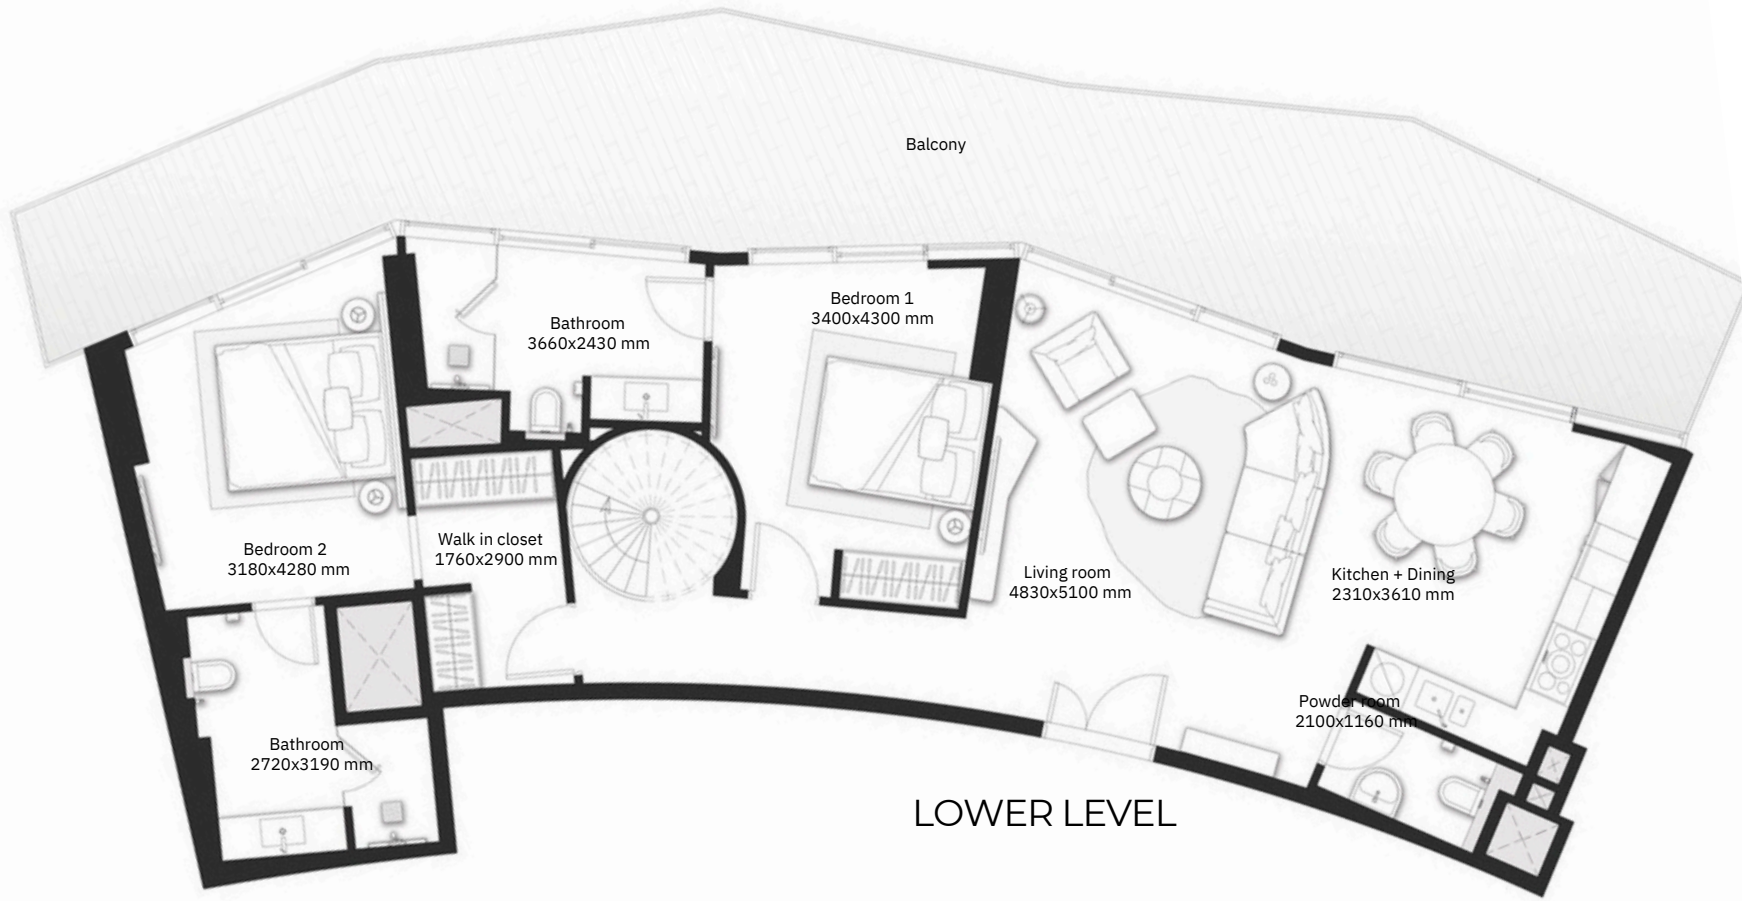 Balcony
Bedroom 1
3400x4300 mm
Bathroom
3660x2430 mm
Walk in closet
1760x2900 mm
Bedroom 2
3180x4280 mm
Living room
4830x5100 mm
Kitchen + Dining
2310x3610 mm
Powder room
2100x1160 mm
Bathroom
2720x3190 mm
LOWER LEVEL